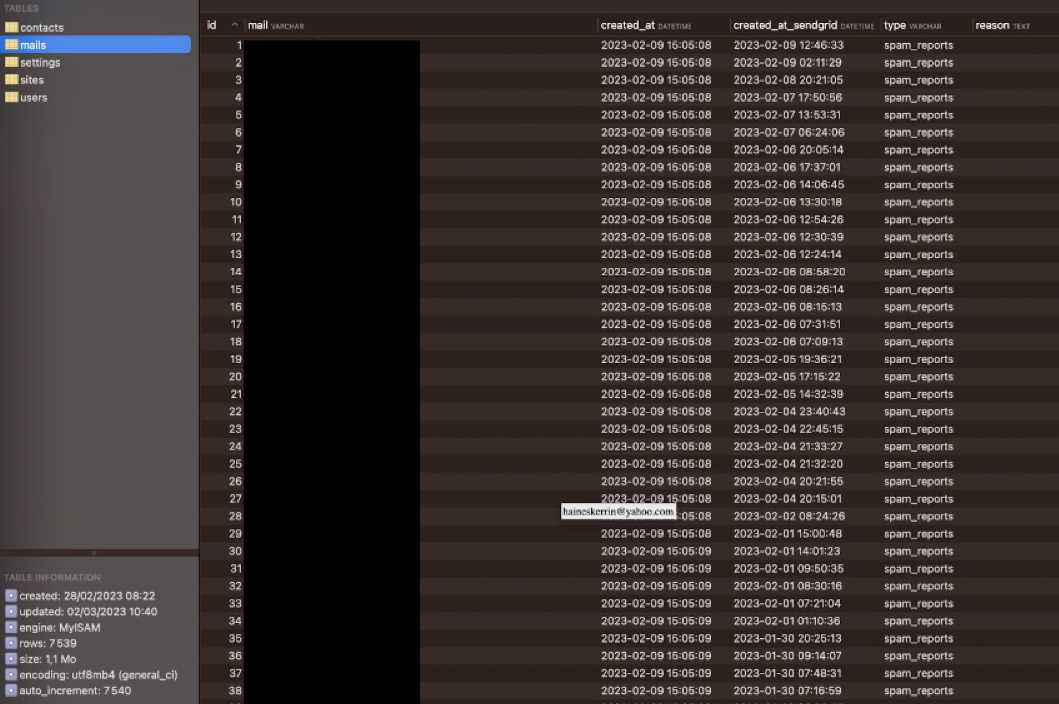 TABLES
contacts
mails
settings
sites
users
id mail VARCHAR created_at DATETIME created_at_sendgrid DATETIME type VARCHAR reason TEXT
1 2023-02-09 15:05:08 2023-02-09 12:46:33 spam_reports
2 2023-02-09 15:05:08 2023-02-09 02:11:29 spam_reports
3 2023-02-09 15:05:08 2023-02-08 20:21:05 spam_reports
4 2023-02-09 15:05:08 2023-02-07 17:50:56 spam_reports
5 2023-02-09 15:05:08 2023-02-07 13:53:31 spam_reports
6 2023-02-09 15:05:08 2023-02-07 06:24:06 spam_reports
7 2023-02-09 15:05:08 2023-02-06 20:05:14 spam_reports
8 2023-02-09 15:05:08 2023-02-06 17:37:01 spam_reports
9 2023-02-09 15:05:08 2023-02-06 14:06:45 spam_reports
10 2023-02-09 15:05:08 2023-02-06 13:30:18 spam_reports
11 2023-02-09 15:05:08 2023-02-06 12:54:26 spam_reports
12 2023-02-09 15:05:08 2023-02-06 12:30:39 spam_reports
13 2023-02-09 15:05:08 2023-02-06 12:24:14 spam_reports
14 2023-02-09 15:05:08 2023-02-06 08:58:20 spam_reports
15 2023-02-09 15:05:08 2023-02-06 08:26:14 spam_reports
16 2023-02-09 15:05:08 2023-02-06 08:15:13 spam_reports
17 2023-02-09 15:05:08 2023-02-06 07:31:51 spam_reports
18 2023-02-09 15:05:08 2023-02-06 07:09:13 spam_reports
19 2023-02-09 15:05:08 2023-02-05 19:36:21 spam_reports
20 2023-02-09 15:05:08 2023-02-05 17:15:22 spam_reports
21 2023-02-09 15:05:08 2023-02-05 14:32:39 spam_reports
22 2023-02-09 15:05:08 2023-02-04 23:40:43 spam_reports
23 2023-02-09 15:05:08 2023-02-04 22:45:15 spam_reports
24 2023-02-09 15:05:08 2023-02-04 21:33:27 spam_reports
25 2023-02-09 15:05:08 2023-02-04 21:32:20 spam_reports
26 2023-02-09 15:05:08 2023-02-04 20:21:55 spam_reports
27 2023-02-09 15:05:08 2023-02-04 20:15:01 spam_reports
haineskerrin@yahoo.com
28 :05:08 2023-02-02 08:24:26 spam_reports
29 2023-02-09 15:05:08 2023-02-01 15:00:48 spam_reports
30 2023-02-09 15:05:09 2023-02-01 14:01:23 spam_reports
31 2023-02-09 15:05:09 2023-02-01 09:50:35 spam_reports
32 2023-02-09 15:05:09 2023-02-01 08:30:16 spam_reports
33 2023-02-09 15:05:09 2023-02-01 07:21:04 spam_reports
34 2023-02-09 15:05:09 2023-02-01 01:10:36 spam_reports
35 2023-02-09 15:05:09 2023-01-30 20:25:13 spam_reports
36 2023-02-09 15:05:09 2023-01-30 09:14:07 spam_reports
37 2023-02-09 15:05:09 2023-01-30 07:48:31 spam_reports
38 2023-02-09 15:05:09 2023-01-30 07:16:59 spam_reports
TABLE INFORMATION
created: 28/02/2023 08:22
updated: 02/03/2023 10:40
engine: MyISAM
rows: 7 539
size: 1,1 Mo
encoding: utf8mb4 (general_ci)
auto_increment: 7 540